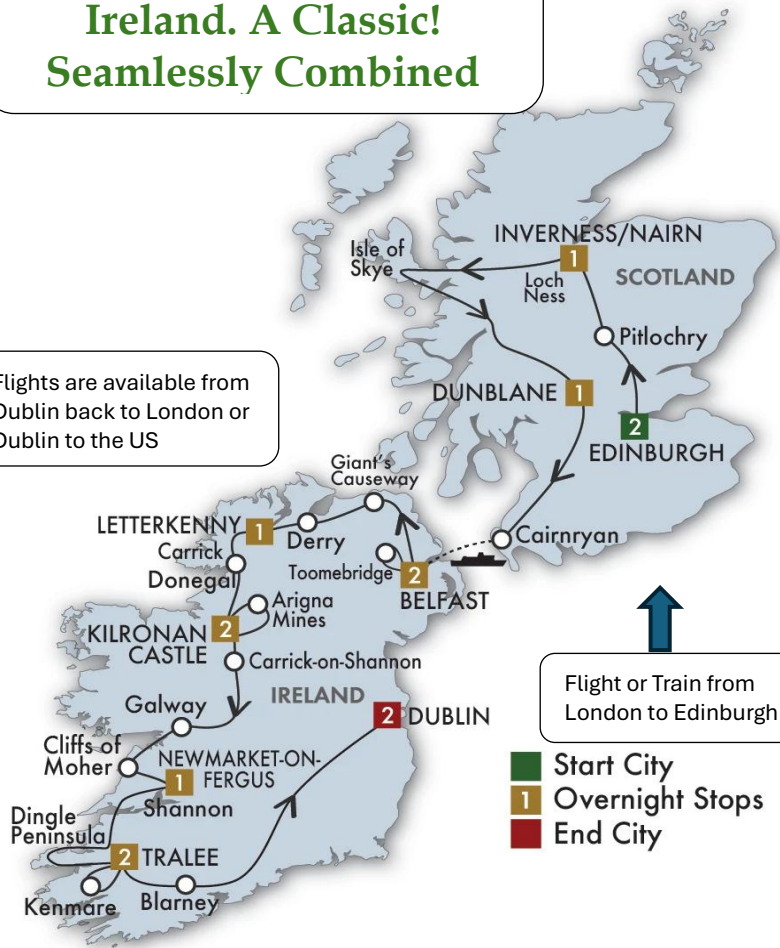 Ireland. A Classic!
Seamlessly Combined
INVERNESS/NAIRN
1
Isle of
Skye
Loch
Ness
SCOTLAND
Pitlochry
DUNBLANE 1
2
EDINBURGH
Flights are available from
Dublin back to London or
Dublin to the US
Giant's
Causeway
LETTERKENNY 1
Derry
Cairnryan
Carrick
Donegal
Toomebridge
2
BELFAST
Arigna
Mines
KILRONAN
CASTLE
2
Carrick-on-Shannon
IRELAND
Flight or Train from
London to Edinburgh
Galway
2 DUBLIN
Cliffs of
Moher
NEWMARKET-ON-
FERGUS
1
Shannon
Start City
1 Overnight Stops
End City
Dingle
Peninsula
2 TRALEE
Kenmare
Blarney